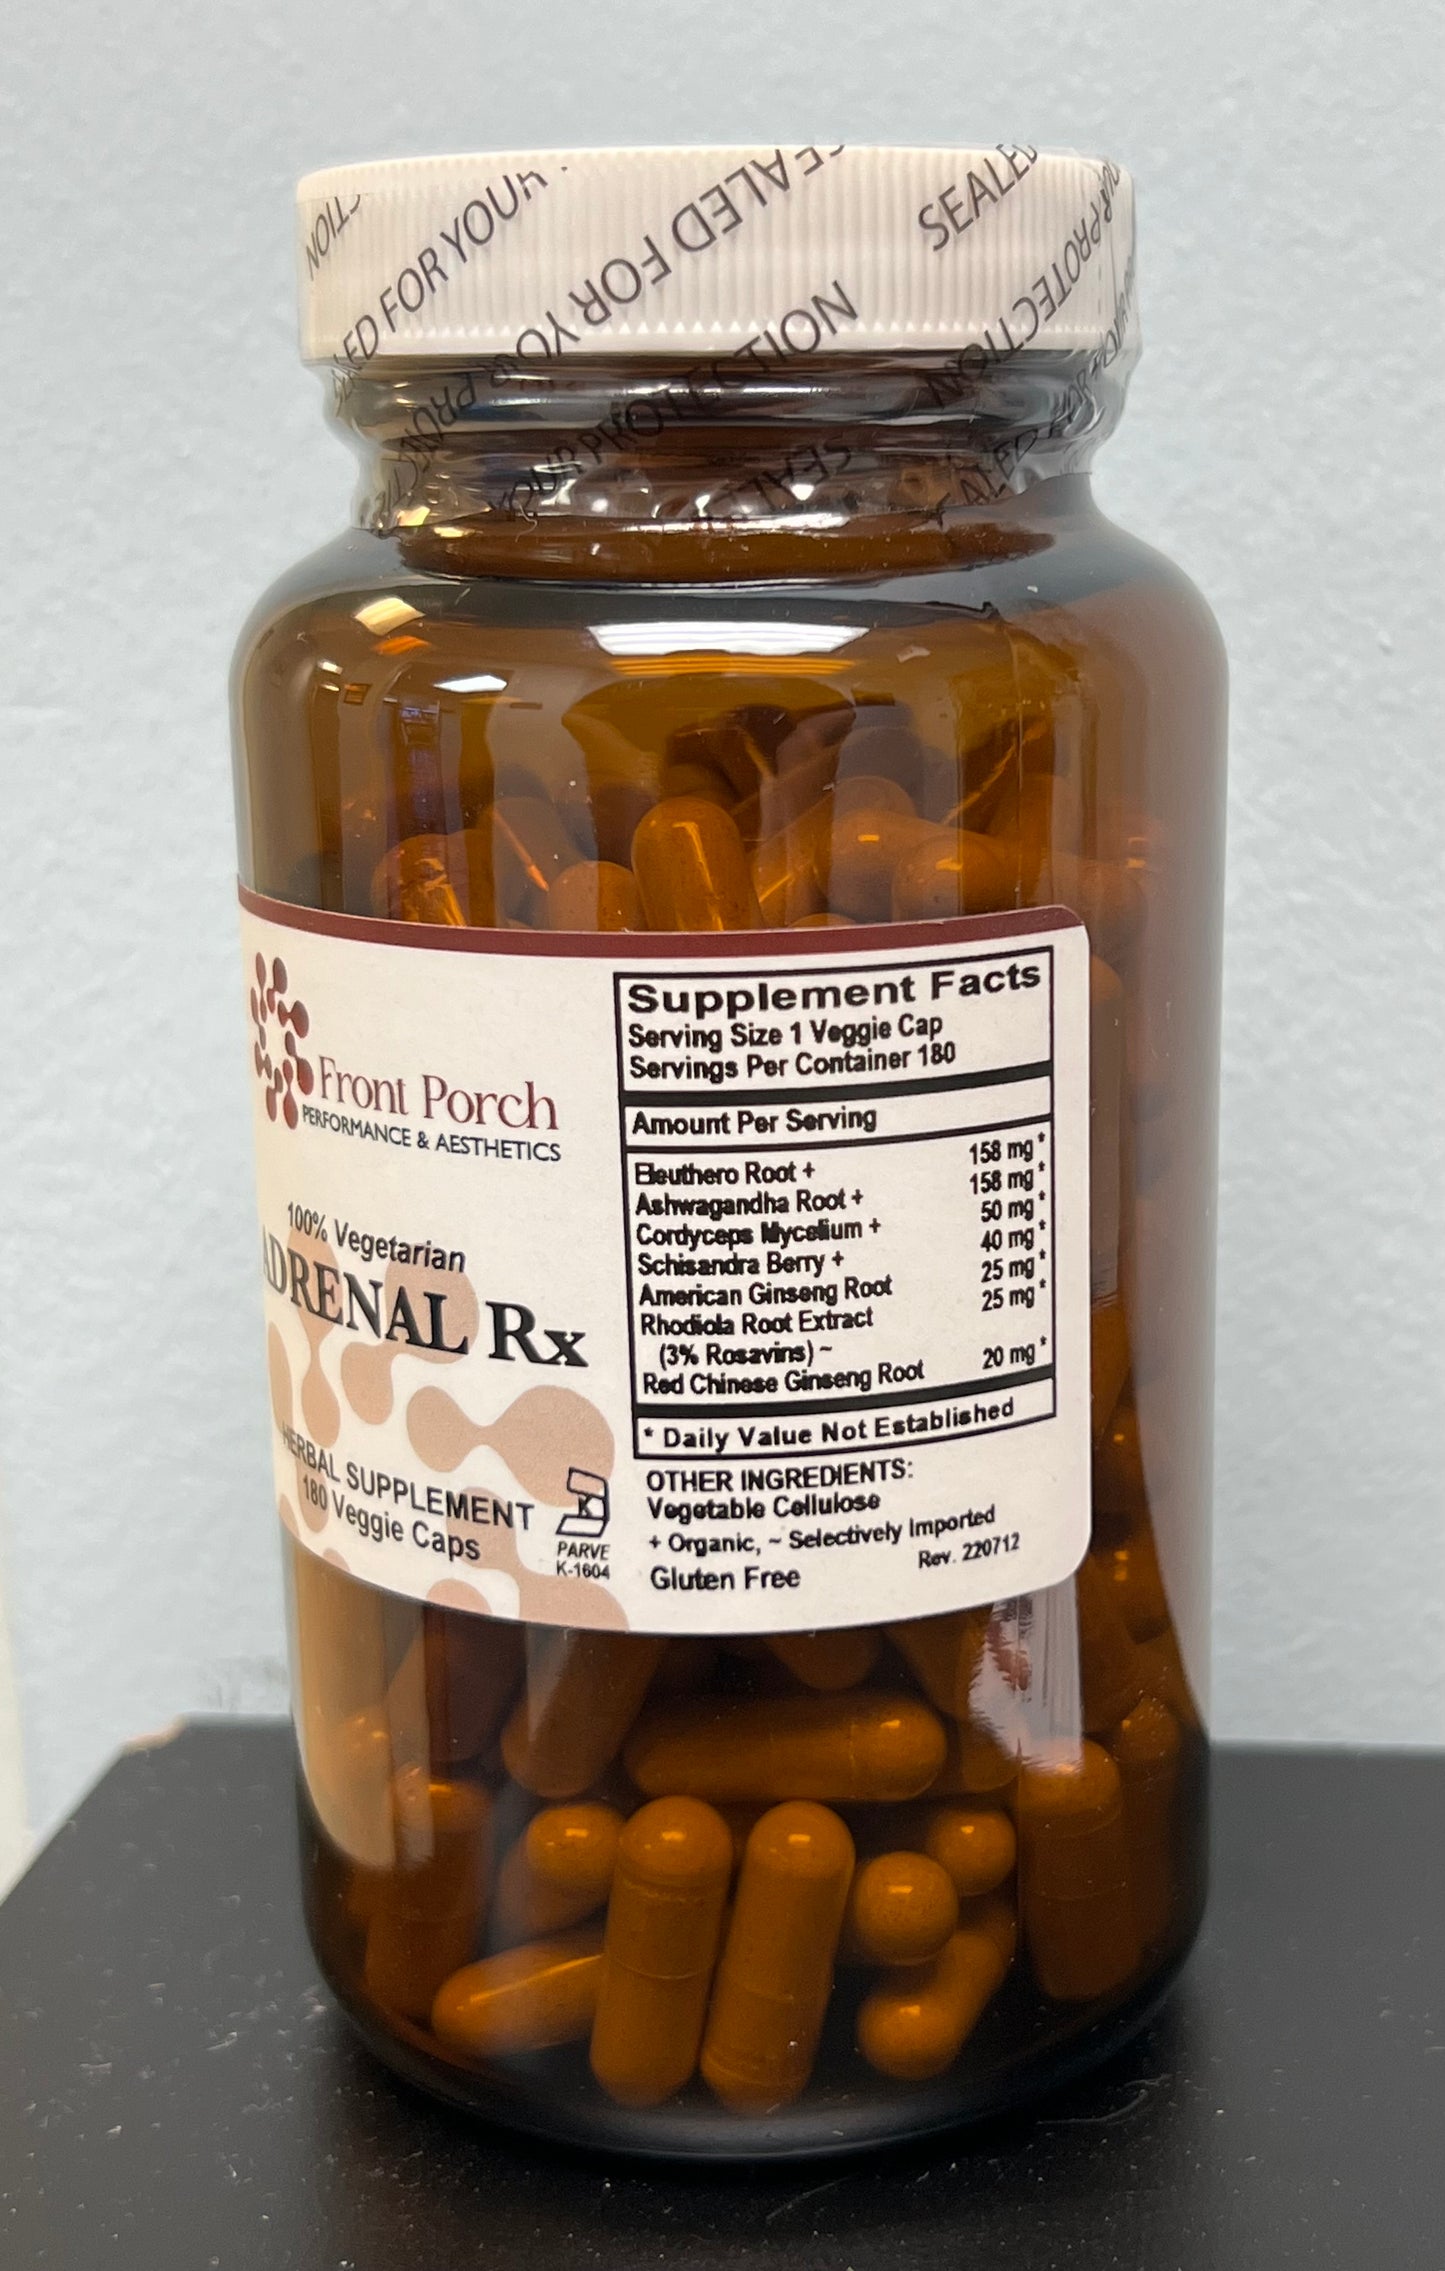 SEALED FOR YOUR
SEALED FOR YOUR PROTECTION
SEALED
YOUR PROTECTION
Front Porch
PERFORMANCE & AESTHETICS
100% Vegetarian
ADRENAL Rx
HERBAL SUPPLEMENT
180 Veggie Caps
K
PARVE
K-1604
Supplement Facts
Serving Size 1 Veggie Cap
Servings Per Container 180
Amount Per Serving
Eleuthero Root + 158 mg *
Ashwagandha Root + 158 mg *
Cordyceps Mycelium + 50 mg *
Schisandra Berry + 40 mg *
American Ginseng Root 25 mg *
Rhodiola Root Extract 25 mg *
(3% Rosavins) ~
Red Chinese Ginseng Root 20 mg *
* Daily Value Not Established
OTHER INGREDIENTS:
Vegetable Cellulose
+ Organic, ~ Selectively Imported
Rev. 220712
Gluten Free